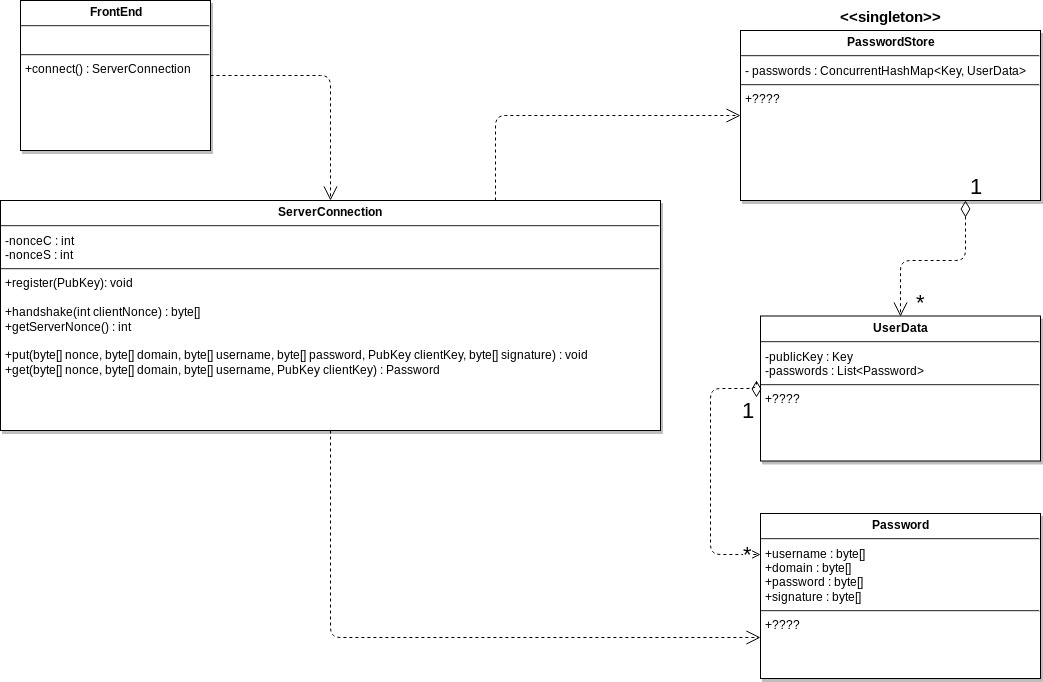 FrontEnd
+connect() : ServerConnection
<<singleton>>
PasswordStore
- passwords : ConcurrentHashMap<Key, UserData>
+????
1
*
ServerConnection
-nonceC : int
-nonceS : int
+register(PubKey): void
+handshake(int clientNonce) : byte[]
+getServerNonce() : int
+put(byte[] nonce, byte[] domain, byte[] username, byte[] password, PubKey clientKey, byte[] signature) : void
+get(byte[] nonce, byte[] domain, byte[] username, PubKey clientKey) : Password
UserData
-publicKey : Key
-passwords : List<Password>
+????
1
*
Password
+username : byte[]
+domain : byte[]
+password : byte[]
+signature : byte[]
+????